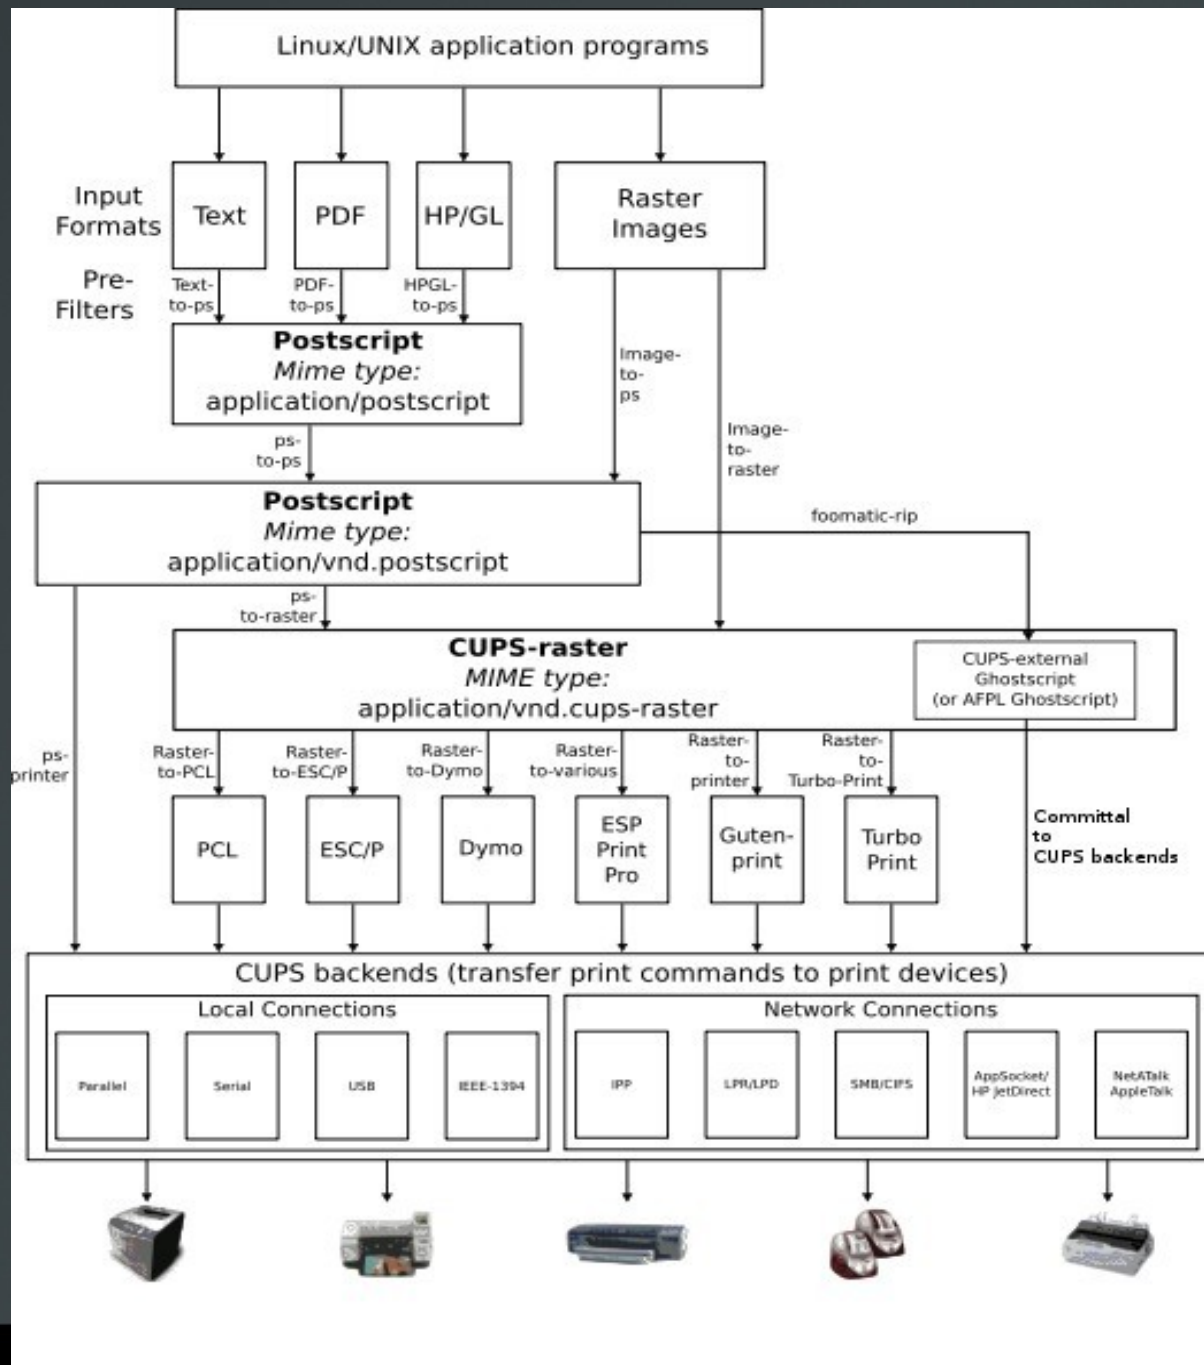 Linux/UNIX application programs
Input
Formats
Text
PDF
HP/GL
Raster
Images
Pre-
Filters
Text-
to-ps
PDF-
to-ps
HPGL-
to-ps
Postscript
Mime type:
application/postscript
Image-
to-
ps
Image-
to-
raster
ps-
to-ps
Postscript
Mime type:
application/vnd.postscript
foomatic-rip
ps-
to-raster
CUPS-raster
MIME type:
application/vnd.cups-raster
CUPS-external
Ghostscript
(or AFPL Ghostscript)
ps-
printer
Raster-
to-PCL
Raster-
to-ESC/P
Raster-
to-Dymo
Raster-
to-various
Raster-
to-
printer
Raster-
to-
Turbo-Print
PCL
ESC/P
Dymo
ESP
Print
Pro
Guten-
print
Turbo
Print
Committal
to
CUPS backends
CUPS backends (transfer print commands to print devices)
Local Connections
Parallel
Serial
USB
IEEE-1394
Network Connections
IPP
LPR/LPD
SMB/CIFS
AppSocket/
HP JetDirect
NetATalk
AppleTalk